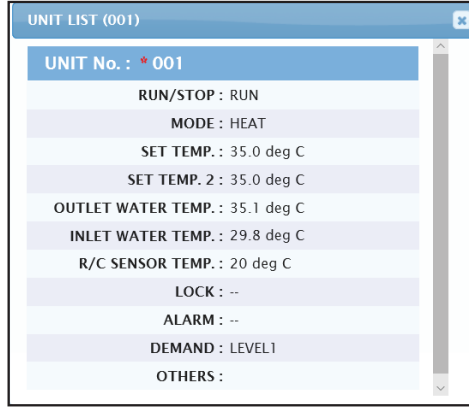 UNIT LIST (001)
UNIT No. : * 001
RUN/STOP : RUN
MODE : HEAT
SET TEMP. : 35.0 deg C
SET TEMP. 2 : 35.0 deg C
OUTLET WATER TEMP. : 35.1 deg C
INLET WATER TEMP. : 29.8 deg C
R/C SENSOR TEMP. : 20 deg C
LOCK : --
ALARM : --
DEMAND : LEVEL1
OTHERS :